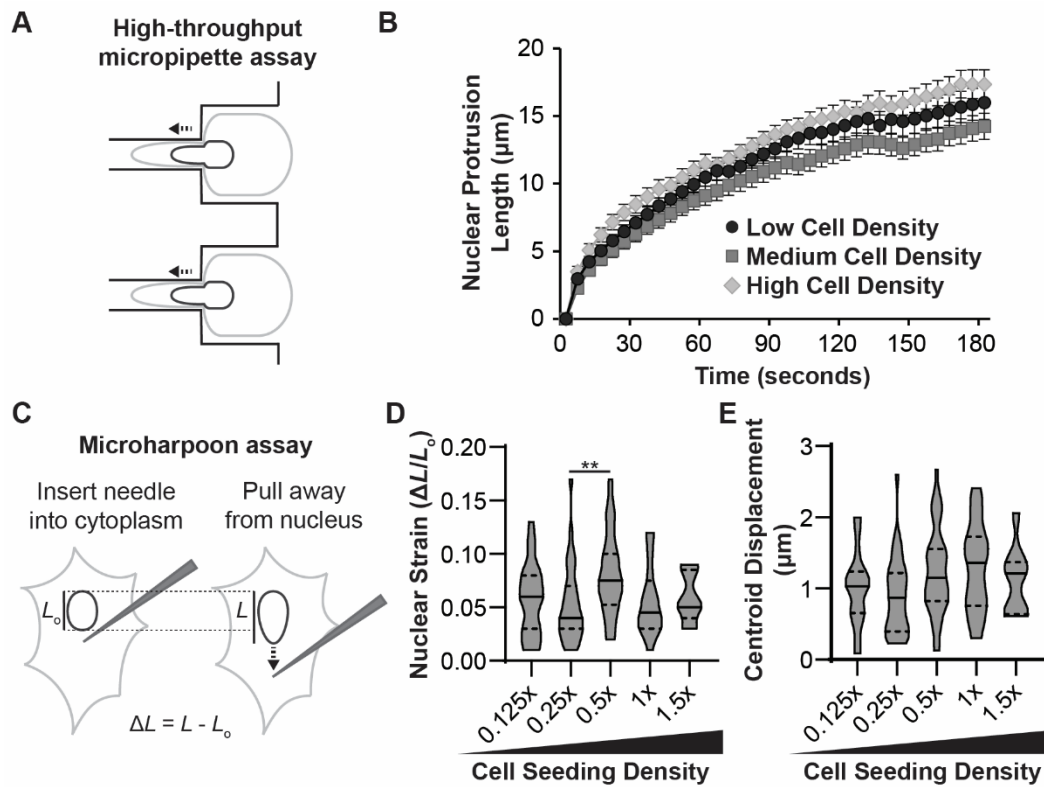 A
High-throughput
micropipette assay
B
Nuclear Protrusion
Length (µm)
20
15
10
5
0
Low Cell Density
Medium Cell Density
High Cell Density
0 30 60 90 120 150 180
Time (seconds)
C
Microharpoon assay
Insert needle
into cytoplasm
Pull away
from nucleus
Lo
L
ΔL = L - Lo
D
Nuclear Strain (ΔL/Lo)
0.20
0.15
0.10
0.05
0.00
**
0.125x 0.25x 0.5x 1x 1.5x
Cell Seeding Density
E
Centroid Displacement
(µm)
3
2
1
0
0.125x 0.25x 0.5x 1x 1.5x
Cell Seeding Density